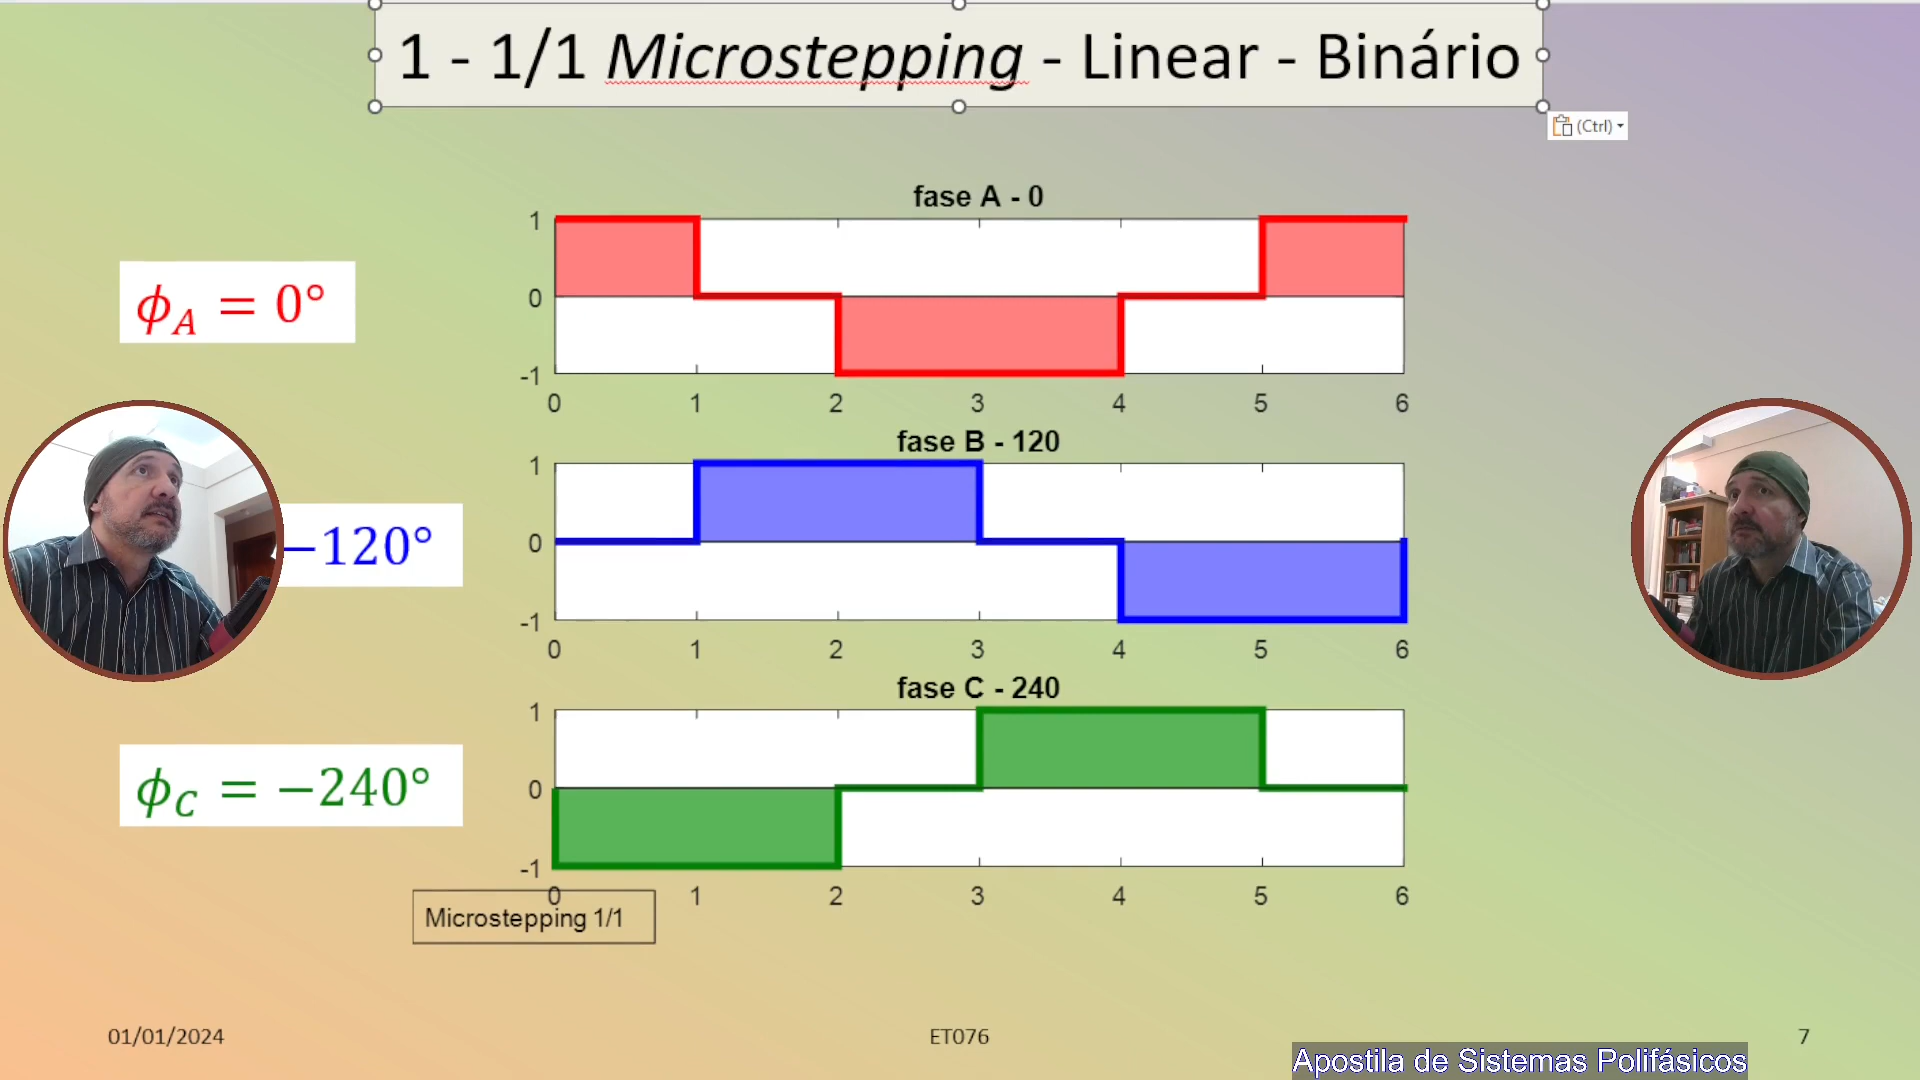 1 - 1/1 Microstepping - Linear - Binário
(Ctrl)
fase A - 0
1
0
-1
0 1 2 3 4 5 6
ϕA = 0°
fase B - 120
1
0
-1
0 1 2 3 4 5 6
−120°
fase C - 240
1
0
-1
0 1 2 3 4 5 6
ϕC = −240°
Microstepping 1/1
01/01/2024
ET076
7
Apostila de Sistemas Polifásicos